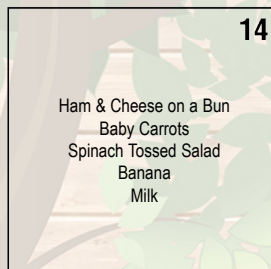 14
Ham & Cheese on a Bun
Baby Carrots
Spinach Tossed Salad
Banana
Milk